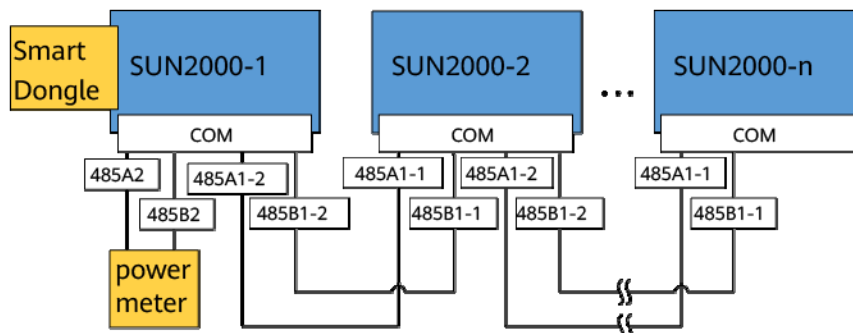 Smart
Dongle
SUN2000-1
SUN2000-2
...
SUN2000-n
COM
COM
COM
485A2
485A1-2
485A1-1
485A1-2
485A1-1
485B2
485B1-2
485B1-1
485B1-2
485B1-1
power
meter